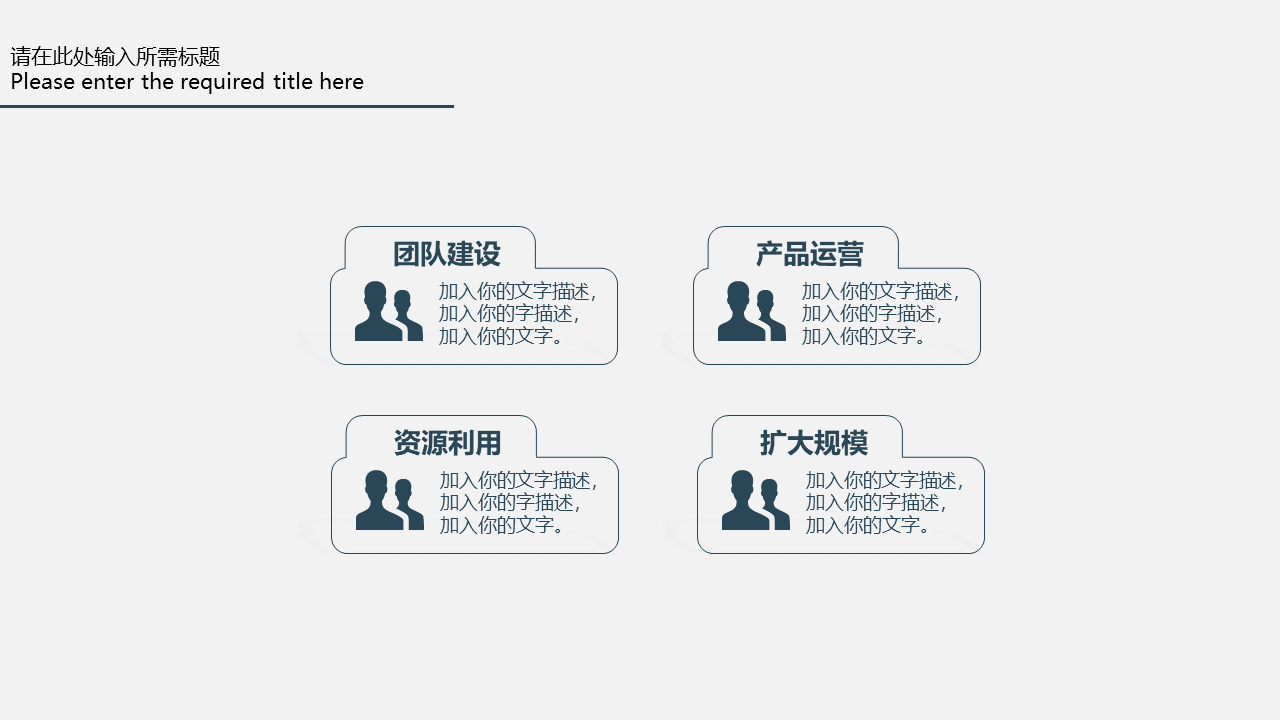 请在此处输入所需标题
Please enter the required title here
团队建设
加入你的文字描述，
加入你的字描述，
加入你的文字。
产品运营
加入你的文字描述，
加入你的字描述，
加入你的文字。
资源利用
加入你的文字描述，
加入你的字描述，
加入你的文字。
扩大规模
加入你的文字描述，
加入你的字描述，
加入你的文字。